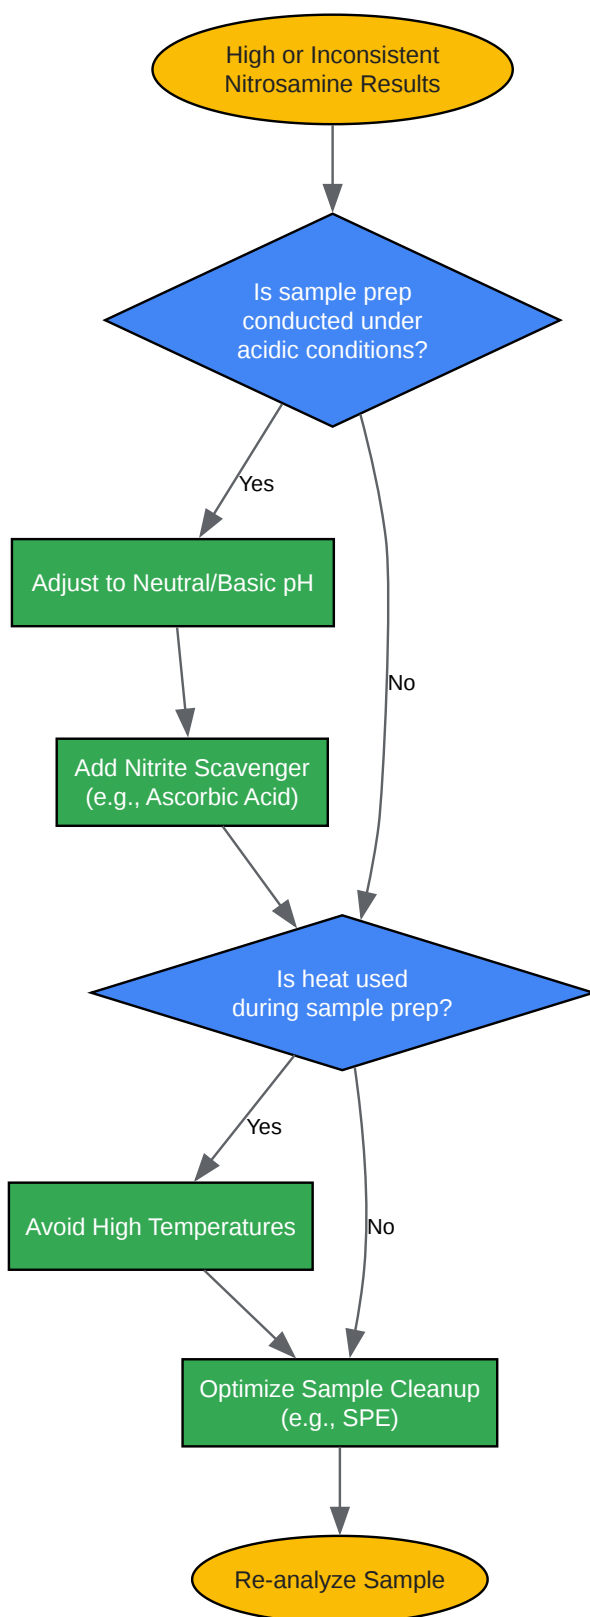 High or Inconsistent
Nitrosamine Results
Is sample prep
conducted under
acidic conditions?
Yes
Adjust to Neutral/Basic pH
No
Add Nitrite Scavenger
(e.g., Ascorbic Acid)
Is heat used
during sample prep?
Yes
Avoid High Temperatures
No
Optimize Sample Cleanup
(e.g., SPE)
Re-analyze Sample